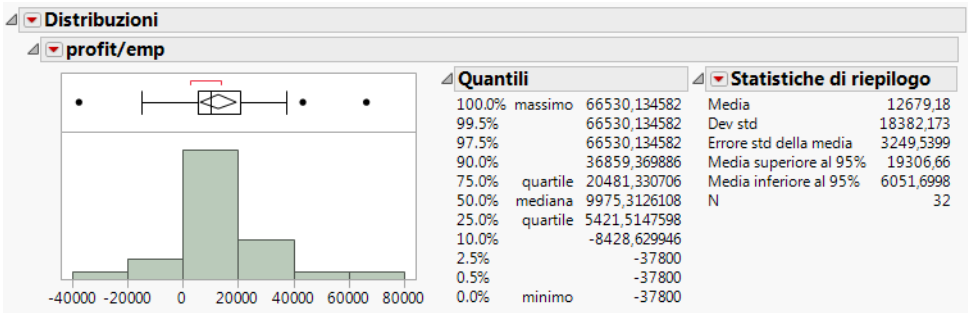 Distribuzioni
profit/emp
-40000 -20000 0 20000 40000 60000 80000
Quantili
100.0% massimo 66530,134582
99.5% 66530,134582
97.5% 66530,134582
90.0% 36859,369886
75.0% quartile 20481,330706
50.0% mediana 9975,3126108
25.0% quartile 5421,5147598
10.0% -8428,629946
2.5% -37800
0.5% -37800
0.0% minimo -37800
Statistiche di riepilogo
Media 12679,18
Dev std 18382,173
Errore std della media 3249,5399
Media superiore al 95% 19306,66
Media inferiore al 95% 6051,6998
N 32